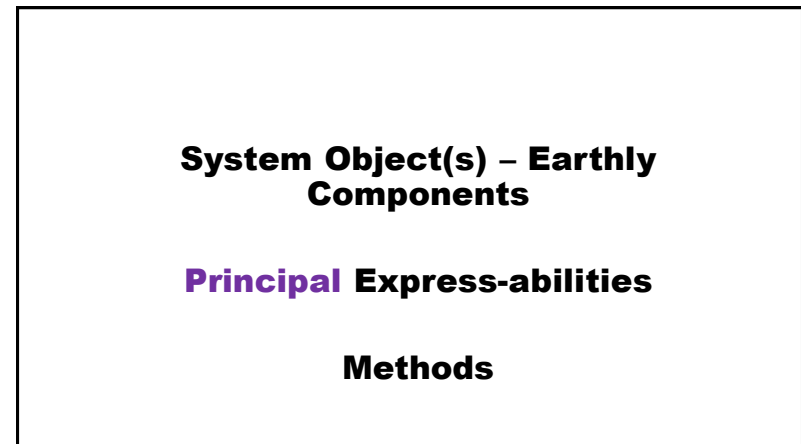 System Object(s) – Earthly
Components
Principal Express-abilities
Methods